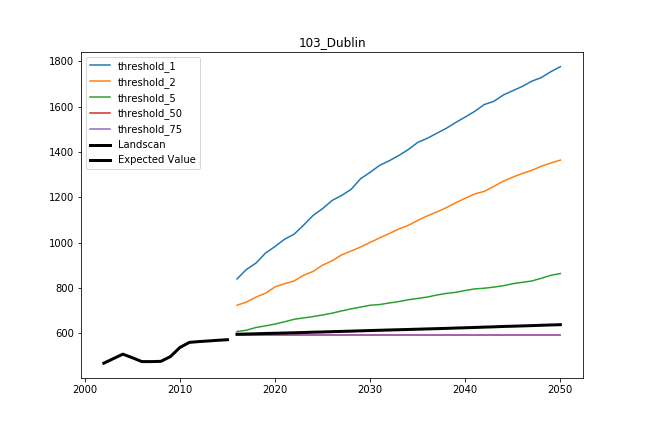 103_Dublin
threshold_1
threshold_2
threshold_5
threshold_50
threshold_75
Landscan
Expected Value
1800
1600
1400
1200
1000
800
600
2000 2010 2020 2030 2040 2050